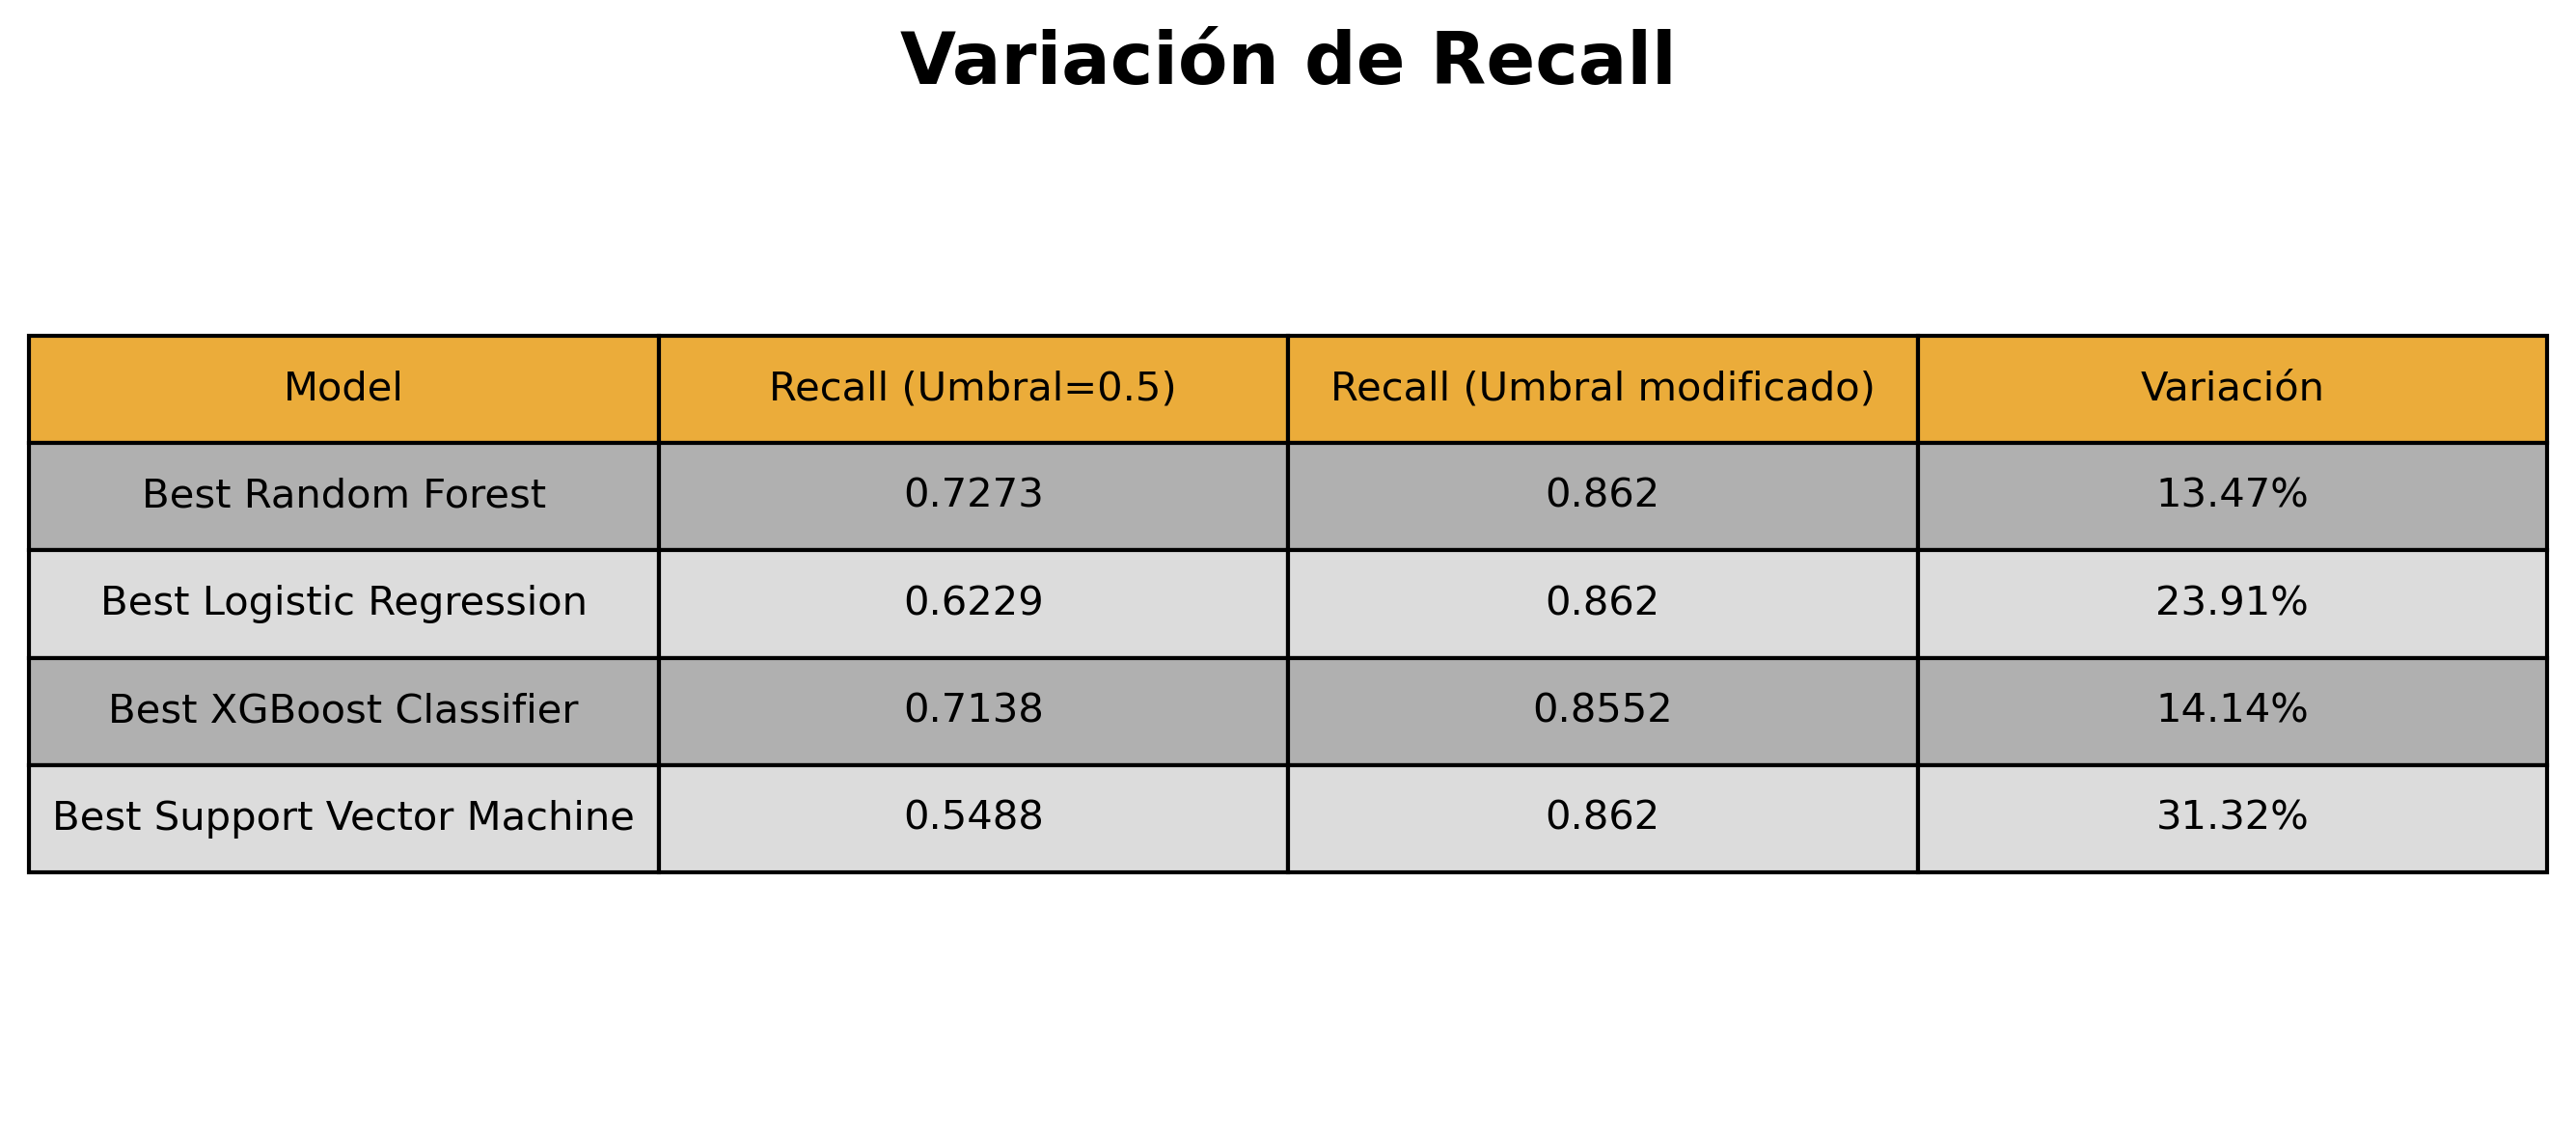 Variación de Recall
Model Recall (Umbral=0.5) Recall (Umbral modificado) Variación
Best Random Forest 0.7273 0.862 13.47%
Best Logistic Regression 0.6229 0.862 23.91%
Best XGBoost Classifier 0.7138 0.8552 14.14%
Best Support Vector Machine 0.5488 0.862 31.32%